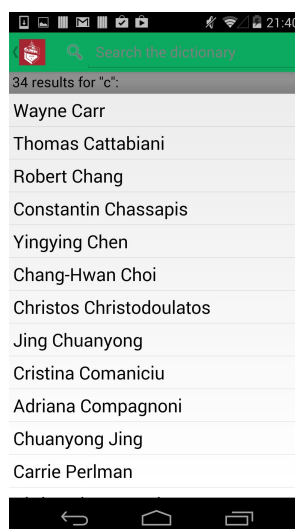 21:40
Search the dictionary
34 results for "c":
Wayne Carr
Thomas Cattabiani
Robert Chang
Constantin Chassapis
Yingying Chen
Chang-Hwan Choi
Christos Christodoulatos
Jing Chuanyong
Cristina Comaniciu
Adriana Compagnoni
Chuanyong Jing
Carrie Perlman